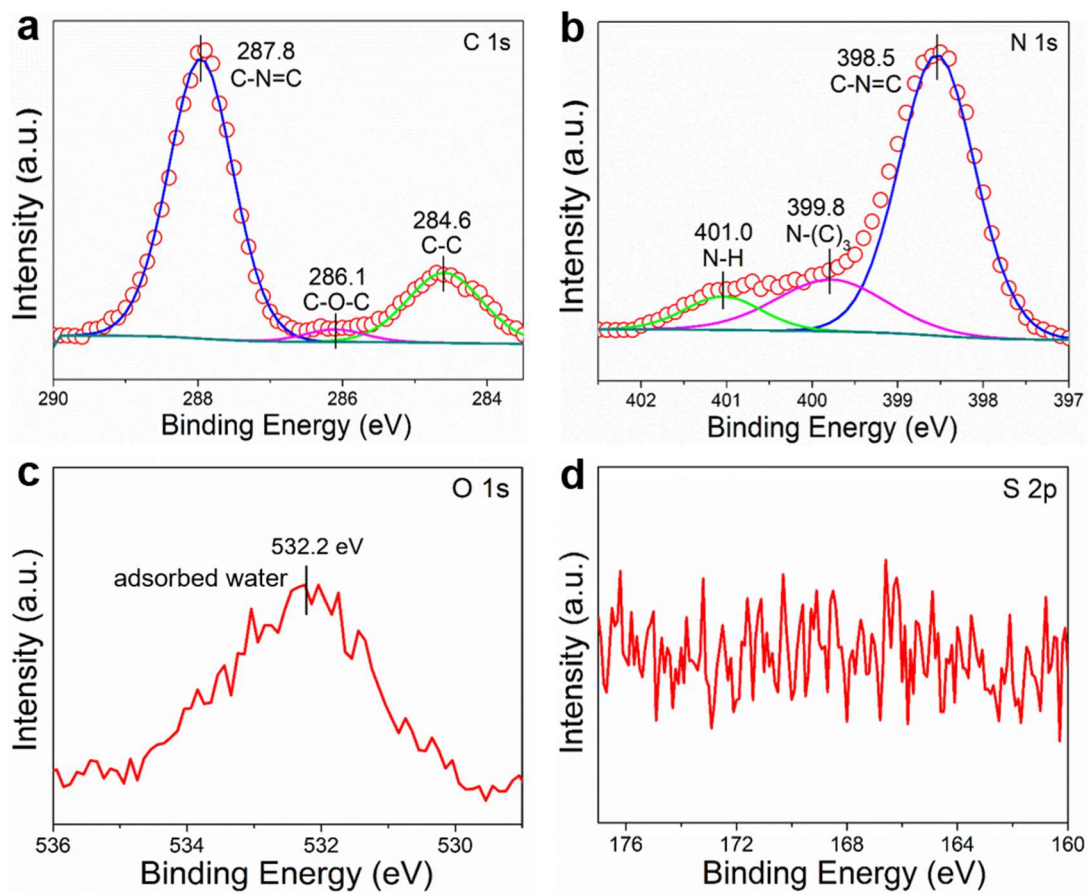 a
C 1s
287.8
C-N=C
286.1
C-O-C
284.6
C-C
Intensity (a.u.)
290 288 286 284
Binding Energy (eV)
b
N 1s
398.5
C-N=C
399.8
N-(C)3
401.0
N-H
Intensity (a.u.)
402 401 400 399 398 397
Binding Energy (eV)
c
O 1s
532.2 eV
adsorbed water
Intensity (a.u.)
536 534 532 530
Binding Energy (eV)
d
S 2p
Intensity (a.u.)
176 172 168 164 160
Binding Energy (eV)